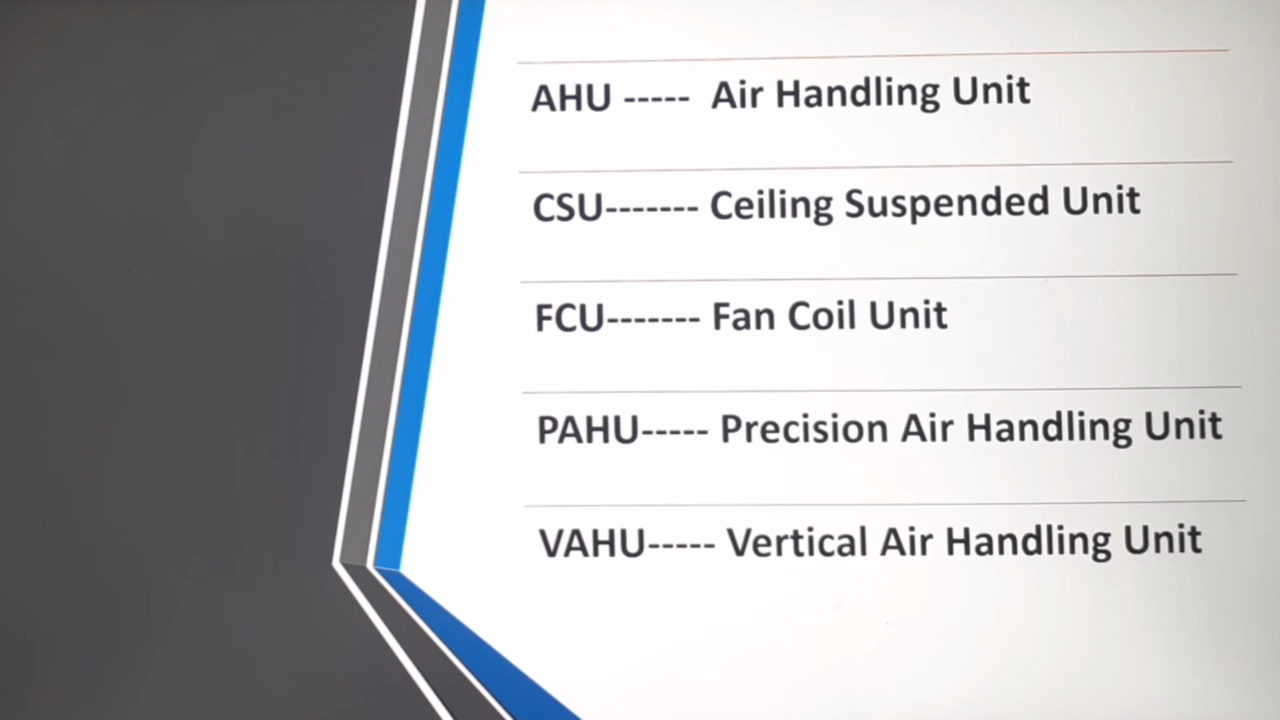 AHU ----- Air Handling Unit
CSU------- Ceiling Suspended Unit
FCU------- Fan Coil Unit
PAHU----- Precision Air Handling Unit
VAHU----- Vertical Air Handling Unit